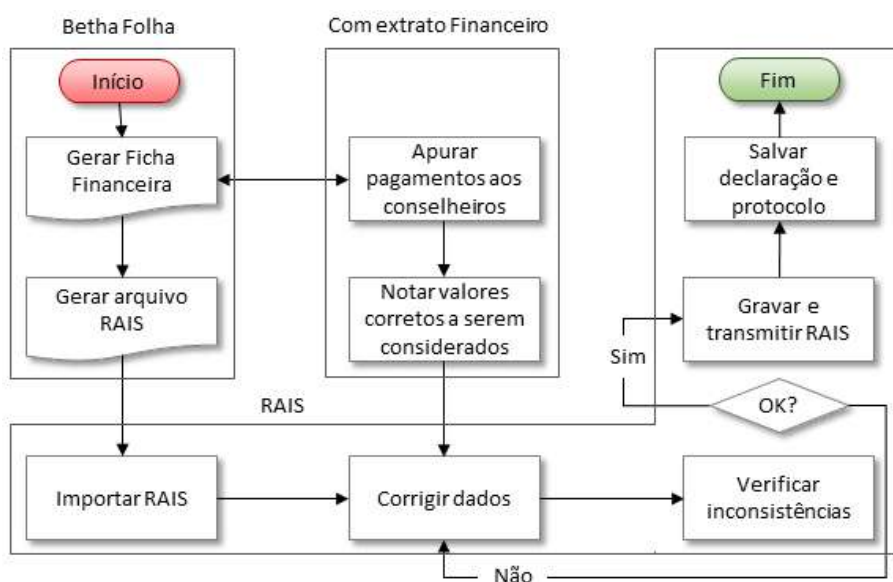 Betha Folha
Com extrato Financeiro
Início
Fim
Gerar Ficha
Financeira
Apurar
pagamentos aos
conselheiros
Salvar
declaração e
protocolo
Gerar arquivo
RAIS
Notar valores
corretos a serem
considerados
Gravar e
transmitir RAIS
Sim
RAIS
OK?
Importar RAIS
Corrigir dados
Verificar
inconsistências
Não